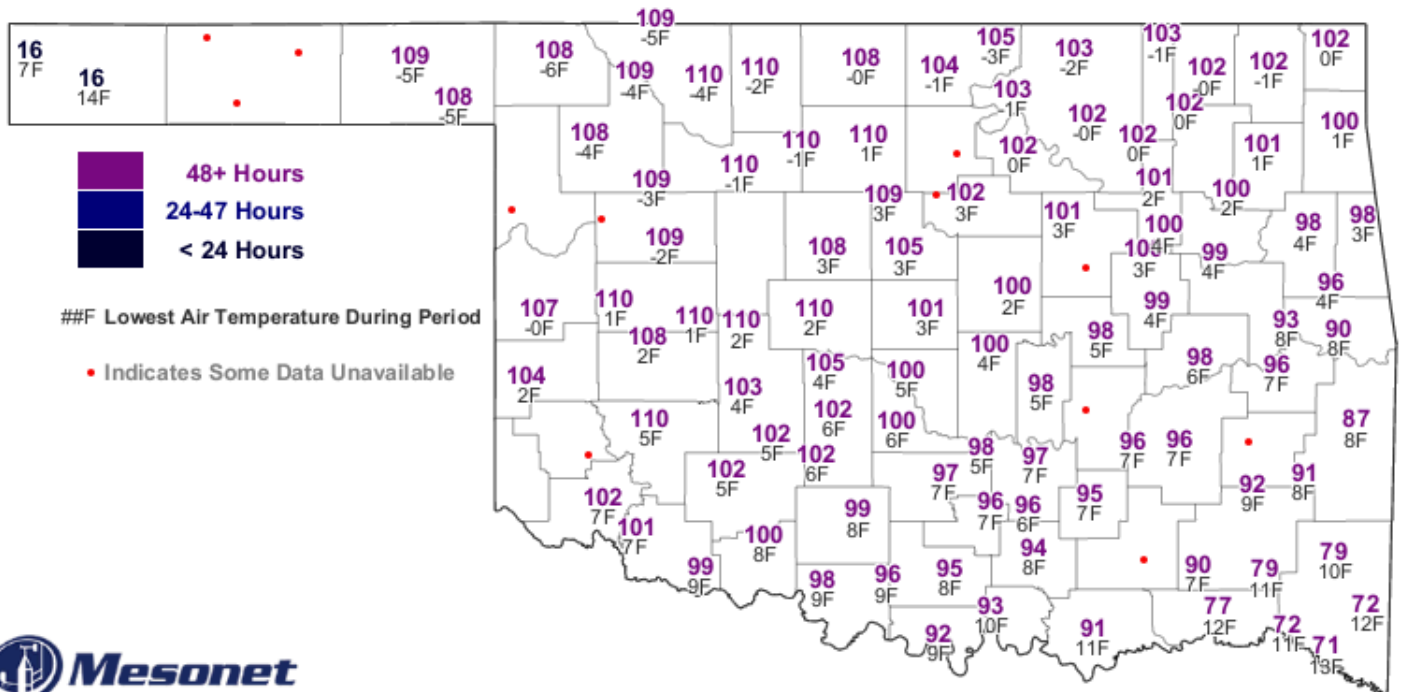 109
-5F
16
7F
16
14F
109
-5F
108
-5F
108
-6F
109
-4F
110
-4F
110
-2F
108
-0F
104
-1F
105
-3F
103
-1F
103
-2F
103
-1F
102
-0F
102
-1F
102
0F
108
-4F
110
-1F
110
-1F
110
1F
102
0F
102
-0F
102
0F
102
0F
101
1F
100
1F
109
-3F
109
3F
102
3F
101
3F
101
2F
100
2F
98
4F
98
3F
109
-2F
108
3F
105
3F
100
4F
3F
99
4F
96
4F
107
-0F
110
1F
110
1F
110
2F
110
2F
101
3F
100
2F
99
4F
93
8F
90
8F
108
2F
100
4F
98
5F
98
6F
96
7F
104
2F
103
4F
105
4F
100
5F
98
5F
87
8F
110
5F
102
5F
102
6F
100
6F
96
7F
96
7F
102
5F
102
6F
97
7F
98
5F
97
7F
91
8F
102
7F
101
7F
99
8F
96
7F
96
6F
95
7F
92
9F
100
8F
94
8F
79
10F
99
9F
98
9F
96
9F
95
8F
90
7F
79
11F
92
9F
93
10F
91
11F
77
12F
72
11F
72
12F
71
13F
48+ Hours
24-47 Hours
< 24 Hours
##F Lowest Air Temperature During Period
Indicates Some Data Unavailable
Mesonet